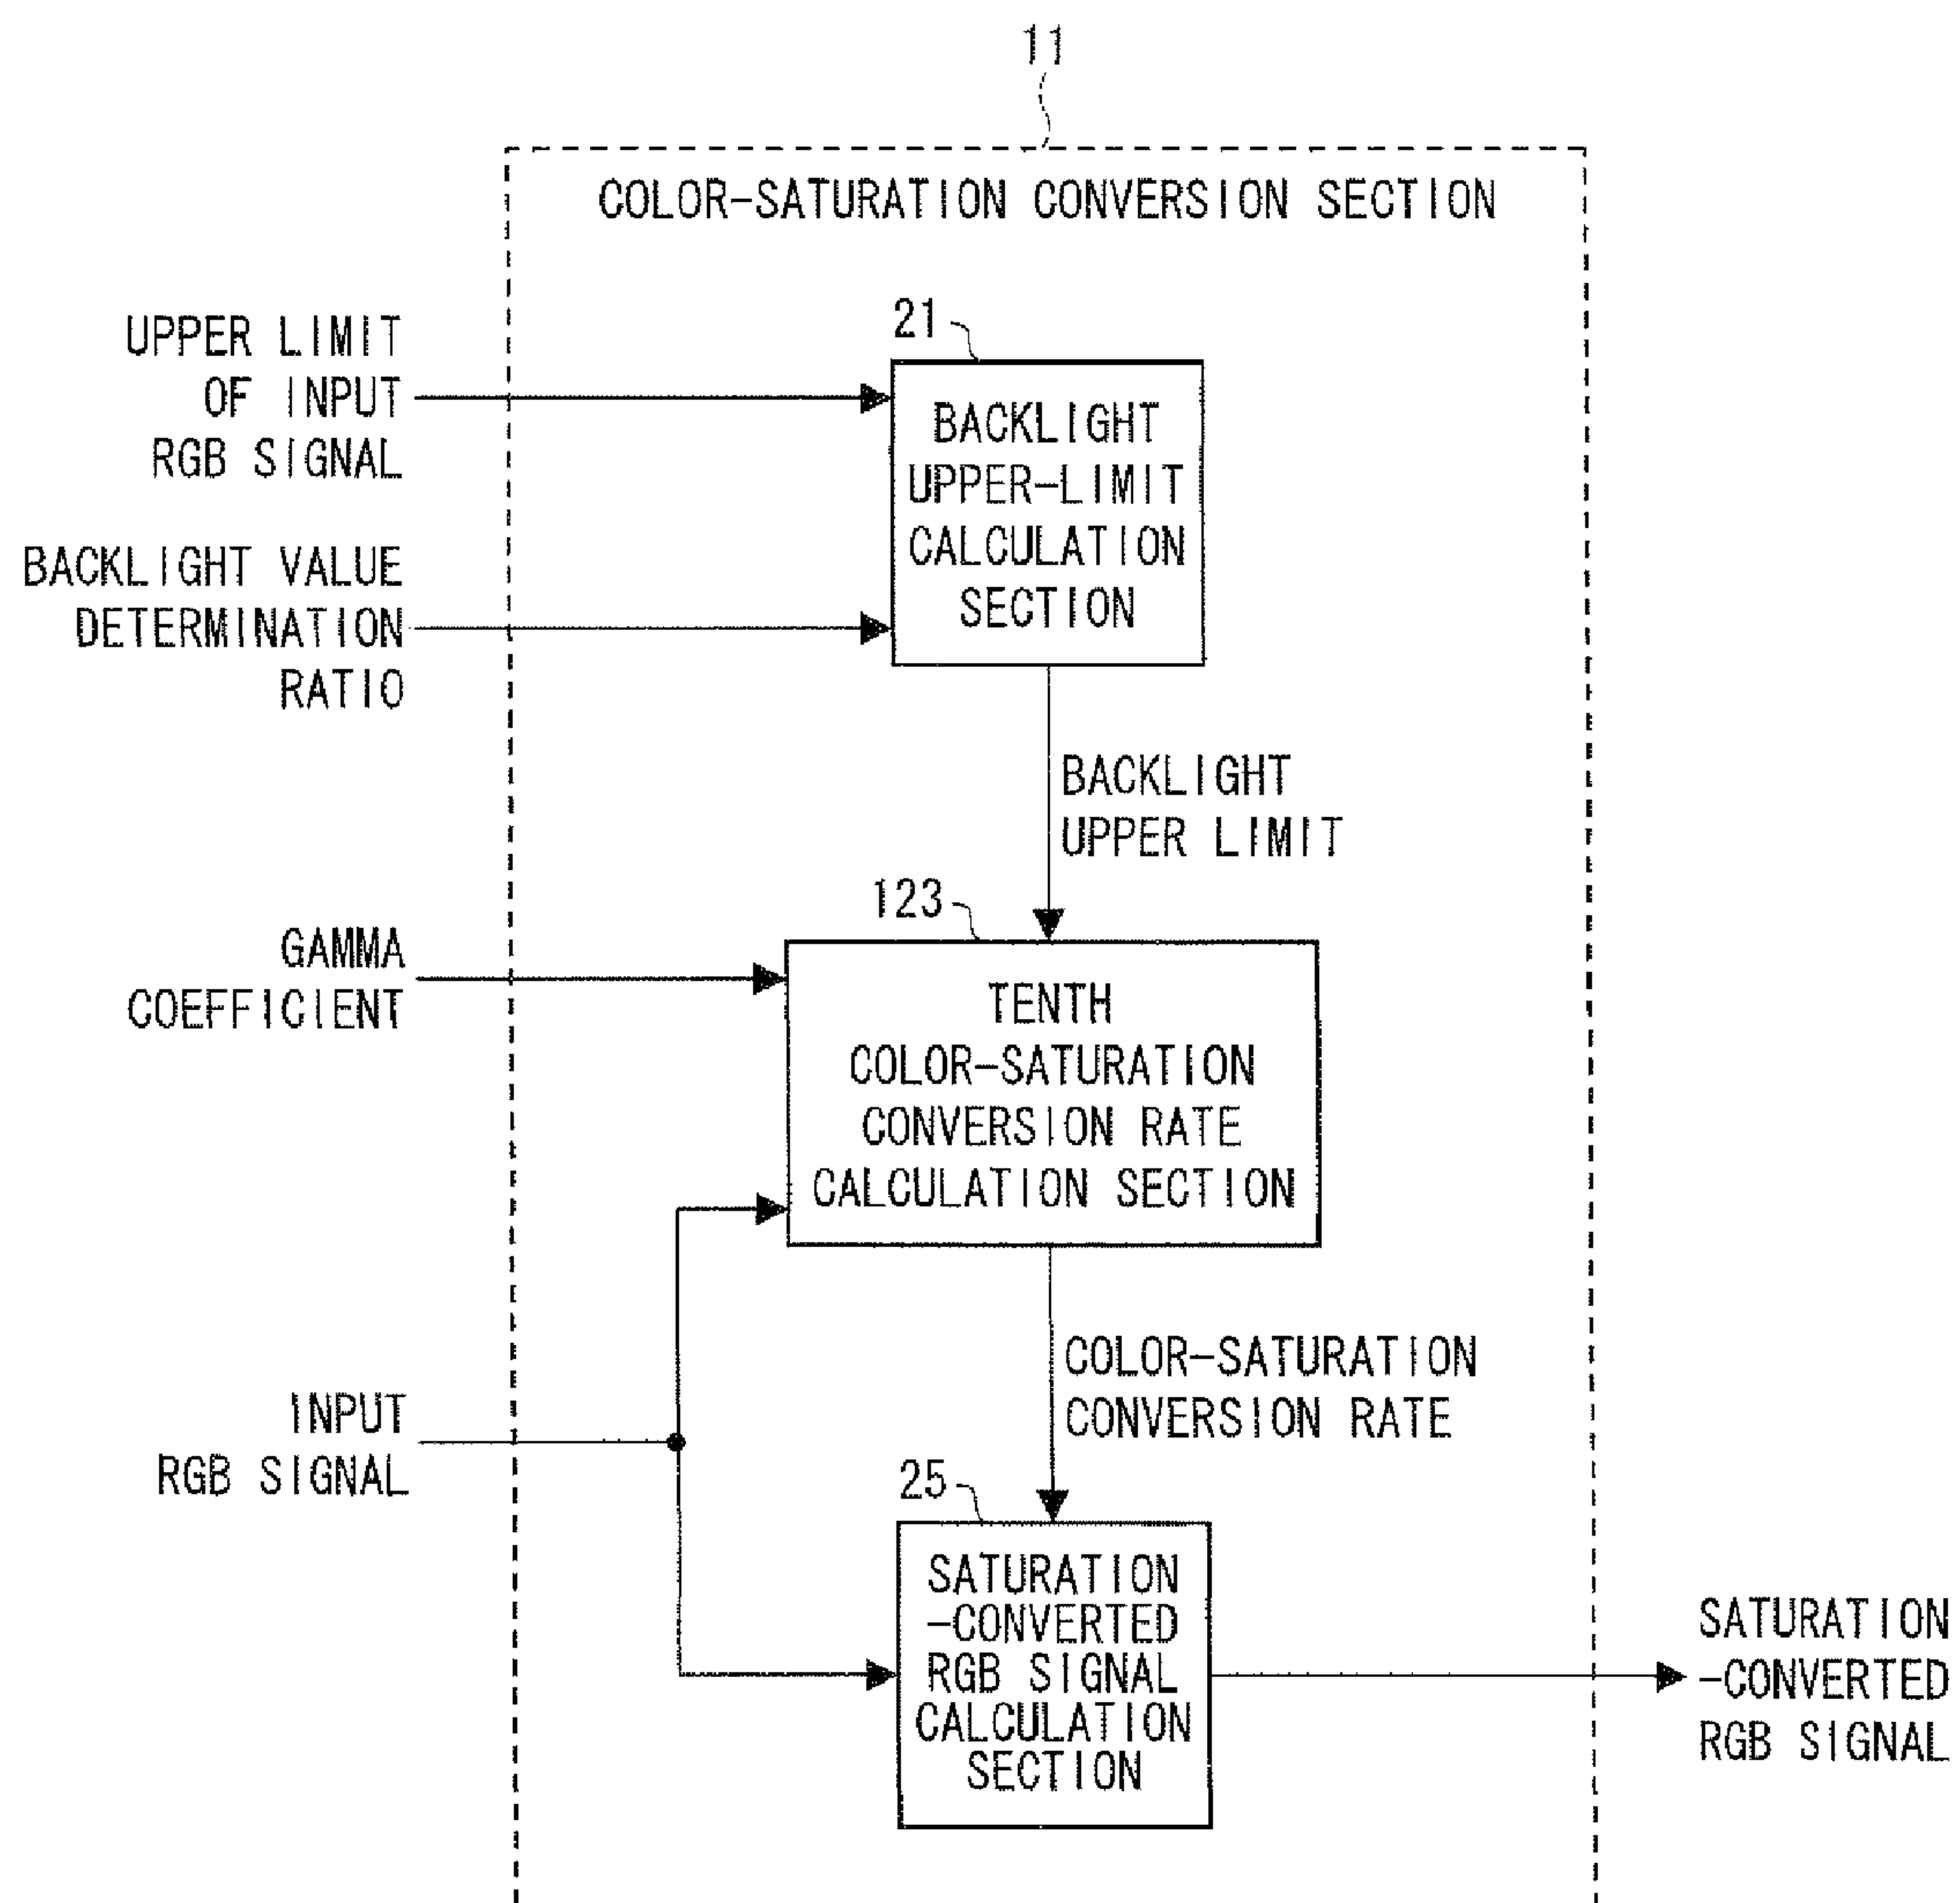 11
COLOR-SATURATION CONVERSION SECTION
UPPER LIMIT
OF INPUT
RGB SIGNAL
21
BACKLIGHT
UPPER-LIMIT
CALCULATION
SECTION
BACKLIGHT VALUE
DETERMINATION
RATIO
BACKLIGHT
UPPER LIMIT
123
GAMMA
COEFFICIENT
TENTH
COLOR-SATURATION
CONVERSION RATE
CALCULATION SECTION
COLOR-SATURATION
CONVERSION RATE
INPUT
RGB SIGNAL
25
SATURATION
-CONVERTED
RGB SIGNAL
CALCULATION
SECTION
SATURATION
-CONVERTED
RGB SIGNAL